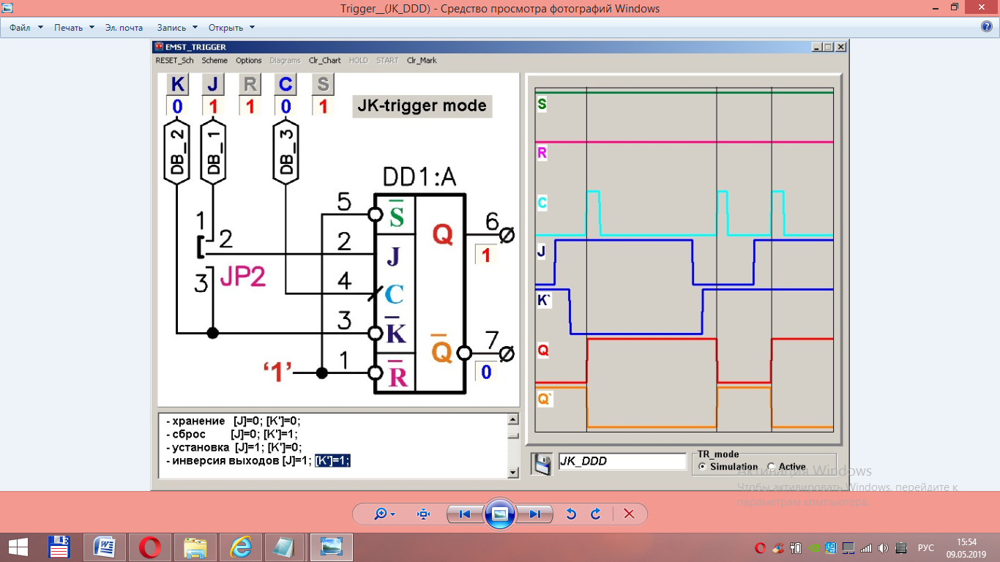 Trigger__(JK_DDD) - Средство просмотра фотографий Windows
Файл Печать Эл. почта Запись Открыть
EMST_TRIGGER
RESET_Sch Scheme Options Diagrams Clr_Chart HOLD START Clr_Mark
K J R C S
0 1 1 0 1
JK-trigger mode
DB_2 DB_1 DB_3
DD1:A
5 S
1 2 2 J Q 6
1
3 JP2 4 C
3 K Q 7
0
'1' 1 R
S
R
C
J
K`
Q
Q`
- хранение [J]=0; [K']=0;
- сброс [J]=0; [K']=1;
- установка [J]=1; [K']=0;
- инверсия выходов [J]=1; [K']=1;
JK_DDD
TR_mode
Simulation Active
Активация Windows
Чтобы активировать Windows, перейдите к
параметрам компьютера.
РУС
15:54
09.05.2019